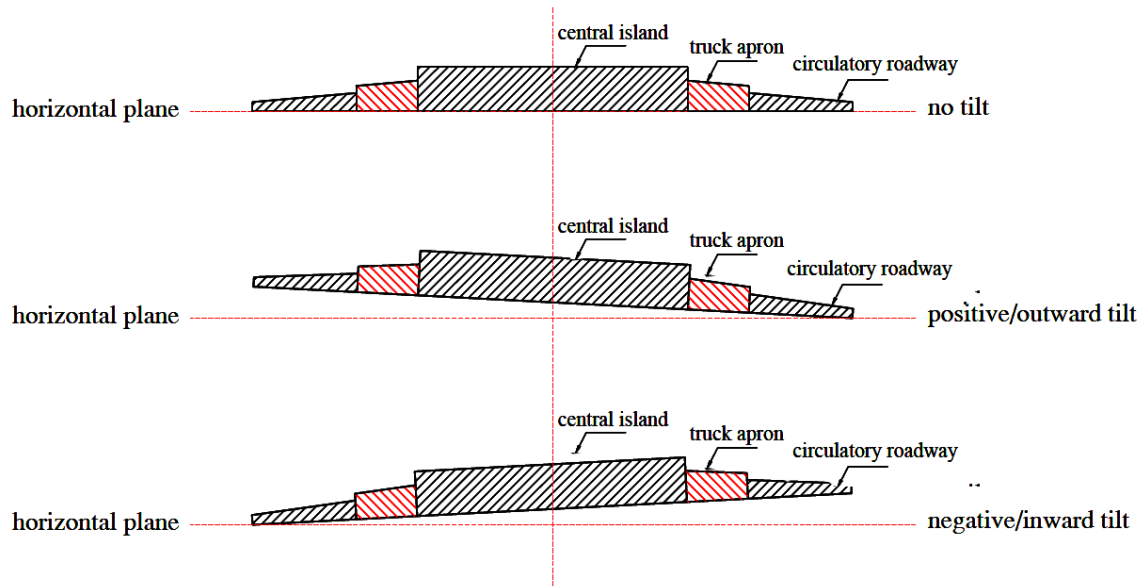 central island
truck apron
circulatory roadway
horizontal plane
no tilt
central island
truck apron
circulatory roadway
horizontal plane
positive/outward tilt
central island
truck apron
circulatory roadway
horizontal plane
negative/inward tilt